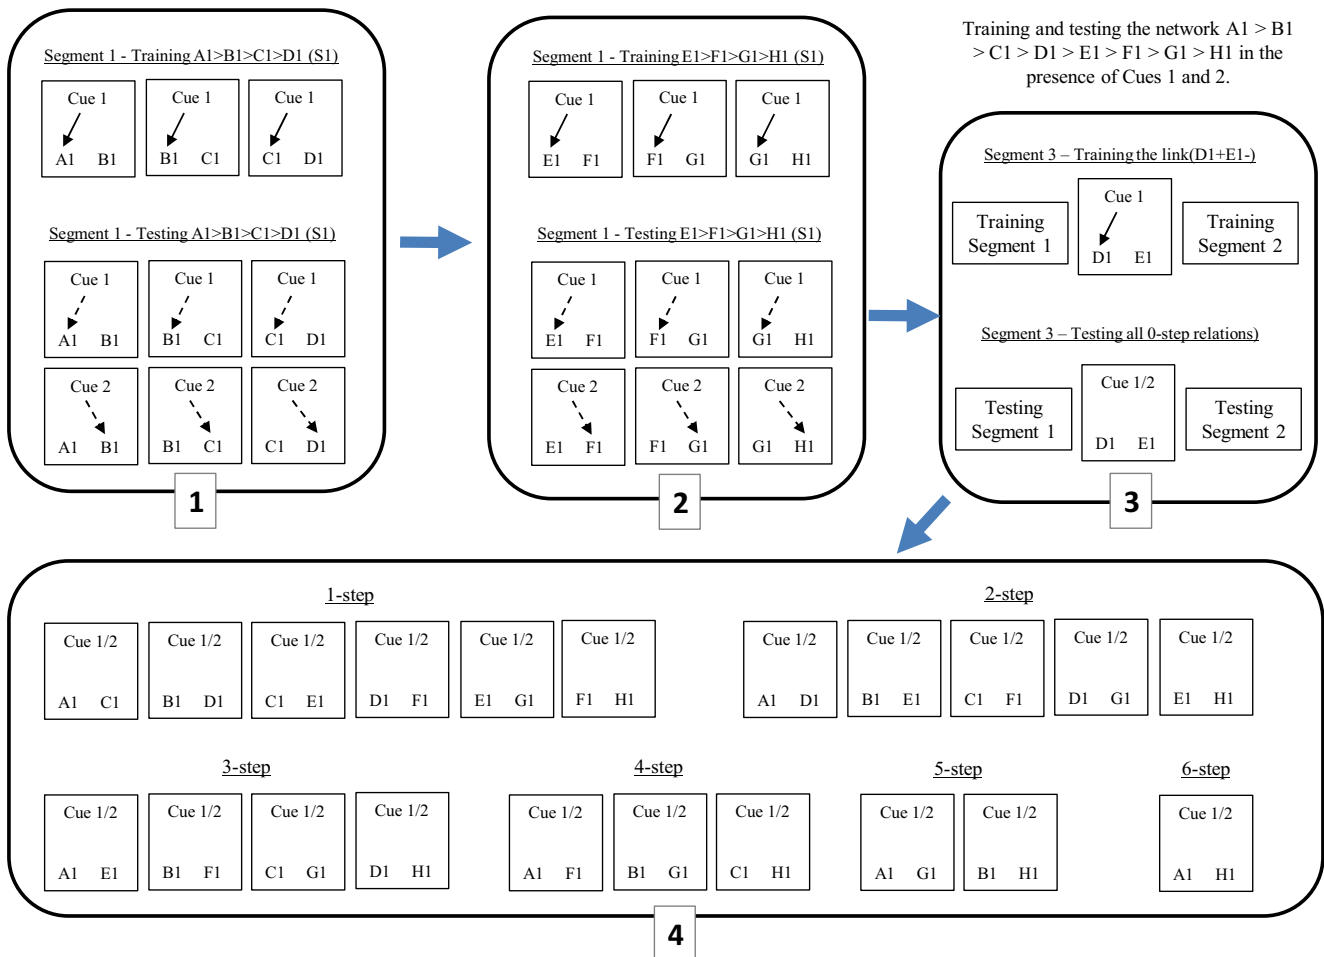 Segment 1 - Training A1>B1>C1>D1 (S1)
Cue 1 Cue 1 Cue 1
A1 B1 B1 C1 C1 D1
Segment 1 - Testing A1>B1>C1>D1 (S1)
Cue 1 Cue 1 Cue 1
A1 B1 B1 C1 C1 D1
Cue 2 Cue 2 Cue 2
A1 B1 B1 C1 C1 D1
1
Segment 1 - Training E1>F1>G1>H1 (S1)
Cue 1 Cue 1 Cue 1
E1 F1 F1 G1 G1 H1
Segment 1 - Testing E1>F1>G1>H1 (S1)
Cue 1 Cue 1 Cue 1
E1 F1 F1 G1 G1 H1
Cue 2 Cue 2 Cue 2
E1 F1 F1 G1 G1 H1
2
Training and testing the network A1 > B1
> C1 > D1 > E1 > F1 > G1 > H1 in the
presence of Cues 1 and 2.
Segment 3 – Training the link(D1+E1-)
Training
Segment 1
Cue 1
D1 E1
Training
Segment 2
Segment 3 – Testing all 0-step relations)
Testing
Segment 1
Cue 1/2
D1 E1
Testing
Segment 2
3
1-step
Cue 1/2 Cue 1/2 Cue 1/2 Cue 1/2 Cue 1/2 Cue 1/2
A1 C1 B1 D1 C1 E1 D1 F1 E1 G1 F1 H1
2-step
Cue 1/2 Cue 1/2 Cue 1/2 Cue 1/2 Cue 1/2
A1 D1 B1 E1 C1 F1 D1 G1 E1 H1
3-step
Cue 1/2 Cue 1/2 Cue 1/2 Cue 1/2
A1 E1 B1 F1 C1 G1 D1 H1
4-step
Cue 1/2 Cue 1/2 Cue 1/2
A1 F1 B1 G1 C1 H1
5-step
Cue 1/2 Cue 1/2
A1 G1 B1 H1
6-step
Cue 1/2
A1 H1
4